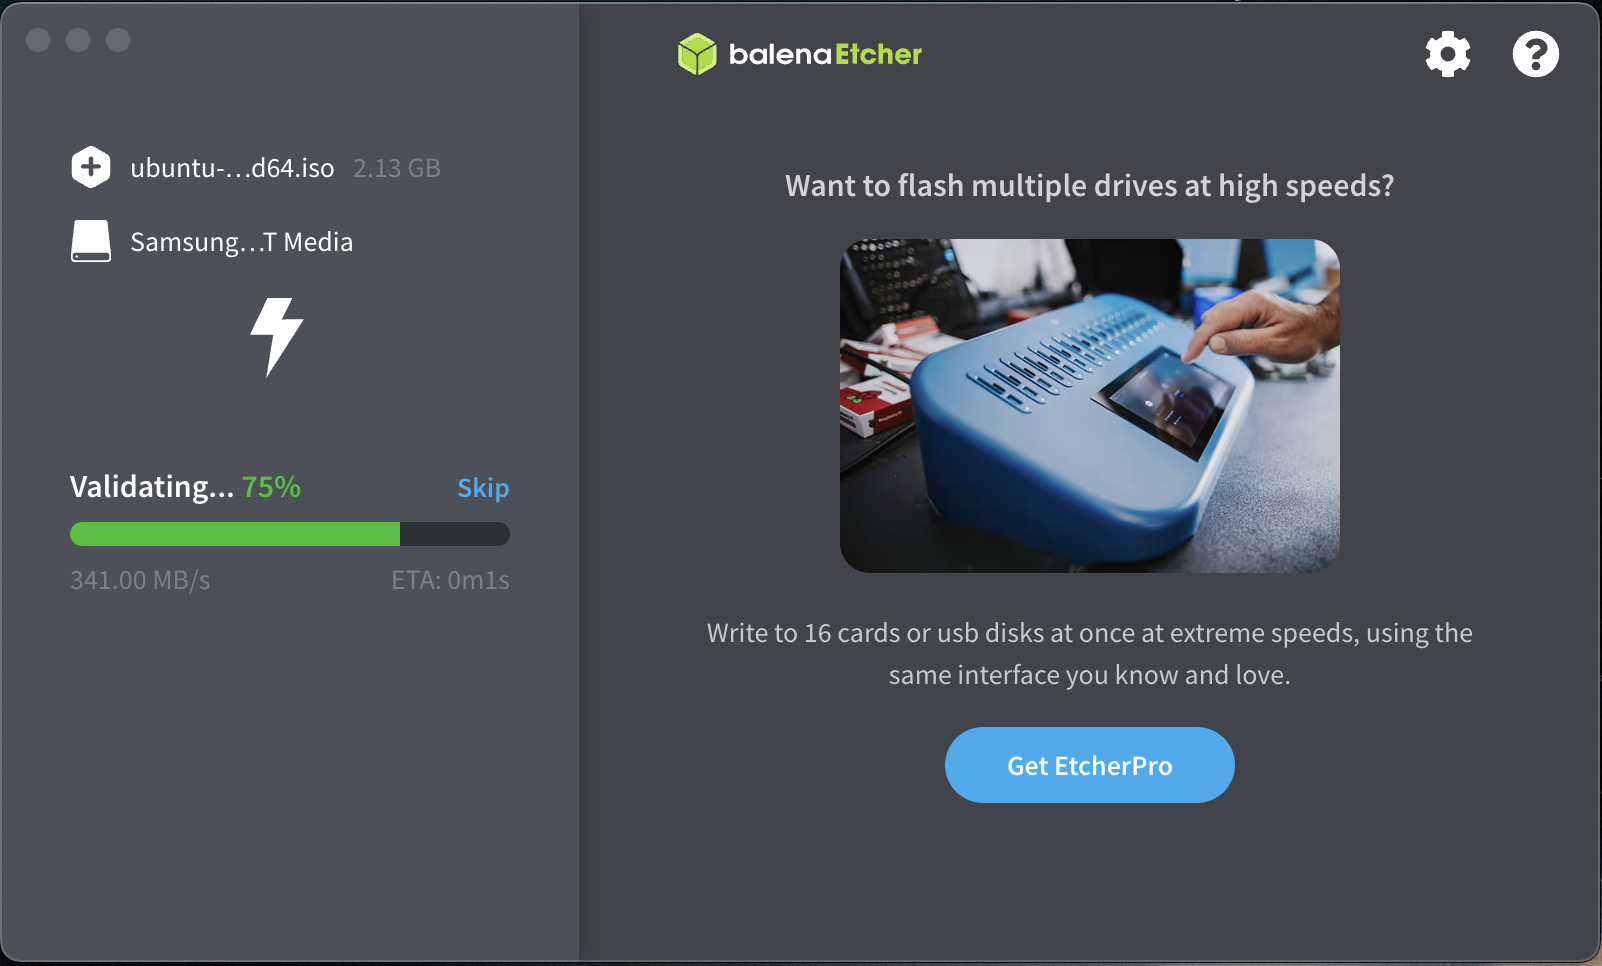 balenaEtcher
ubuntu-...d64.iso 2.13 GB
Samsung...T Media
Validating... 75% Skip
341.00 MB/s ETA: 0m1s
Want to flash multiple drives at high speeds?
Write to 16 cards or usb disks at once at extreme speeds, using the
same interface you know and love.
Get EtcherPro